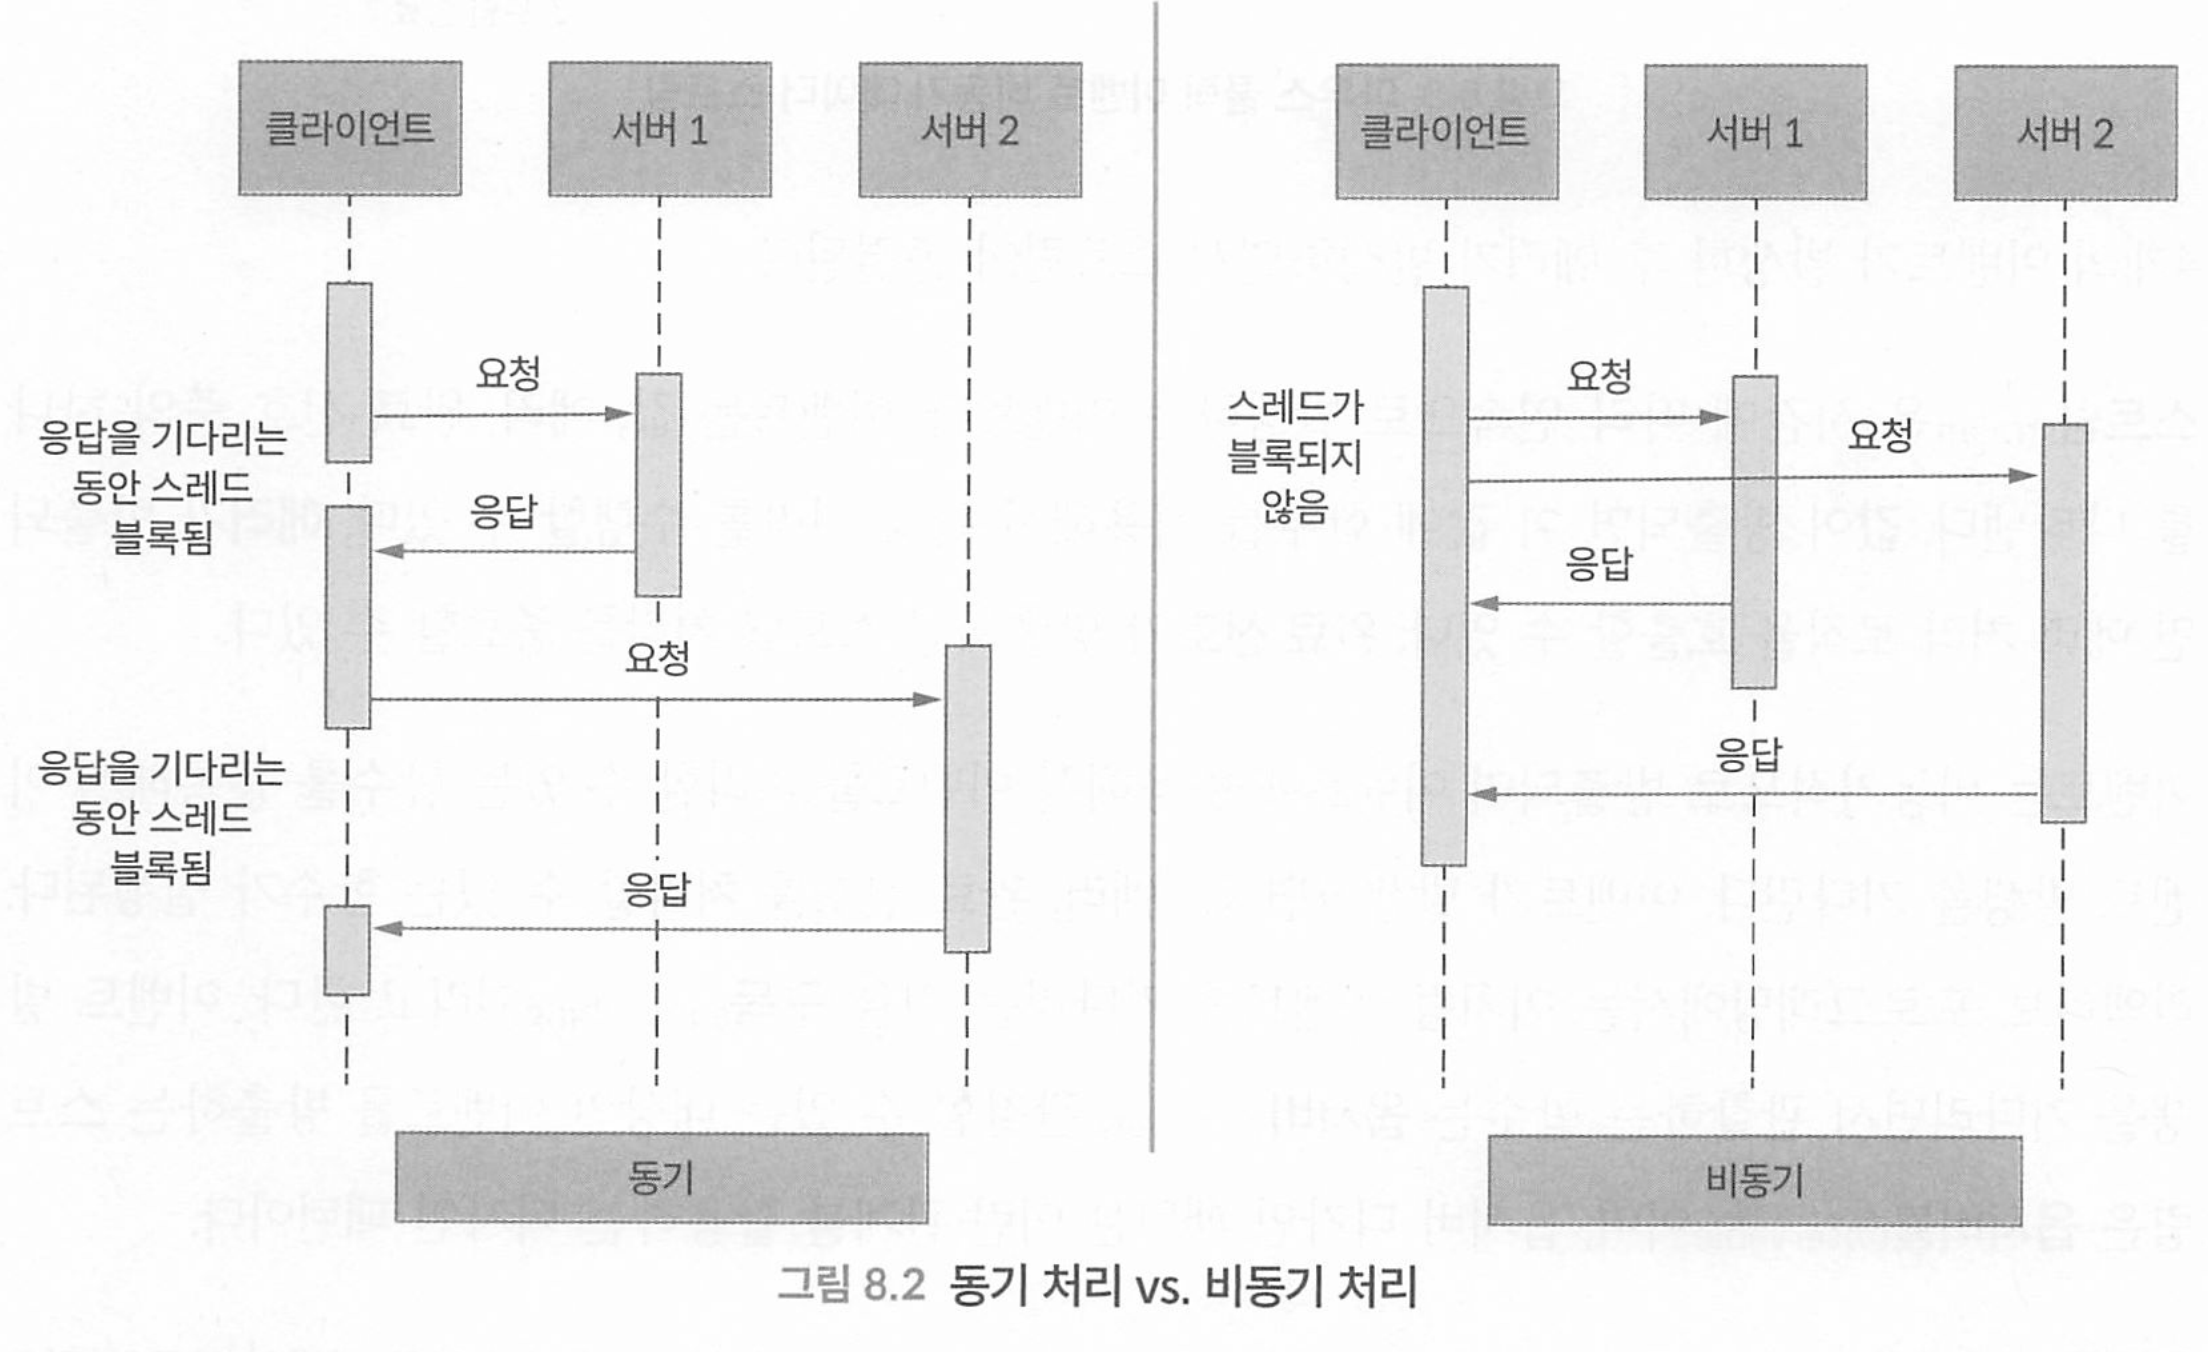 클라이언트
서버 1
서버 2
요청
응답을 기다리는
동안 스레드
블록됨
응답
요청
응답을 기다리는
동안 스레드
블록됨
응답
동기
클라이언트
서버 1
서버 2
스레드가
블록되지
않음
요청
요청
응답
응답
비동기
그림 8.2 동기 처리 vs. 비동기 처리